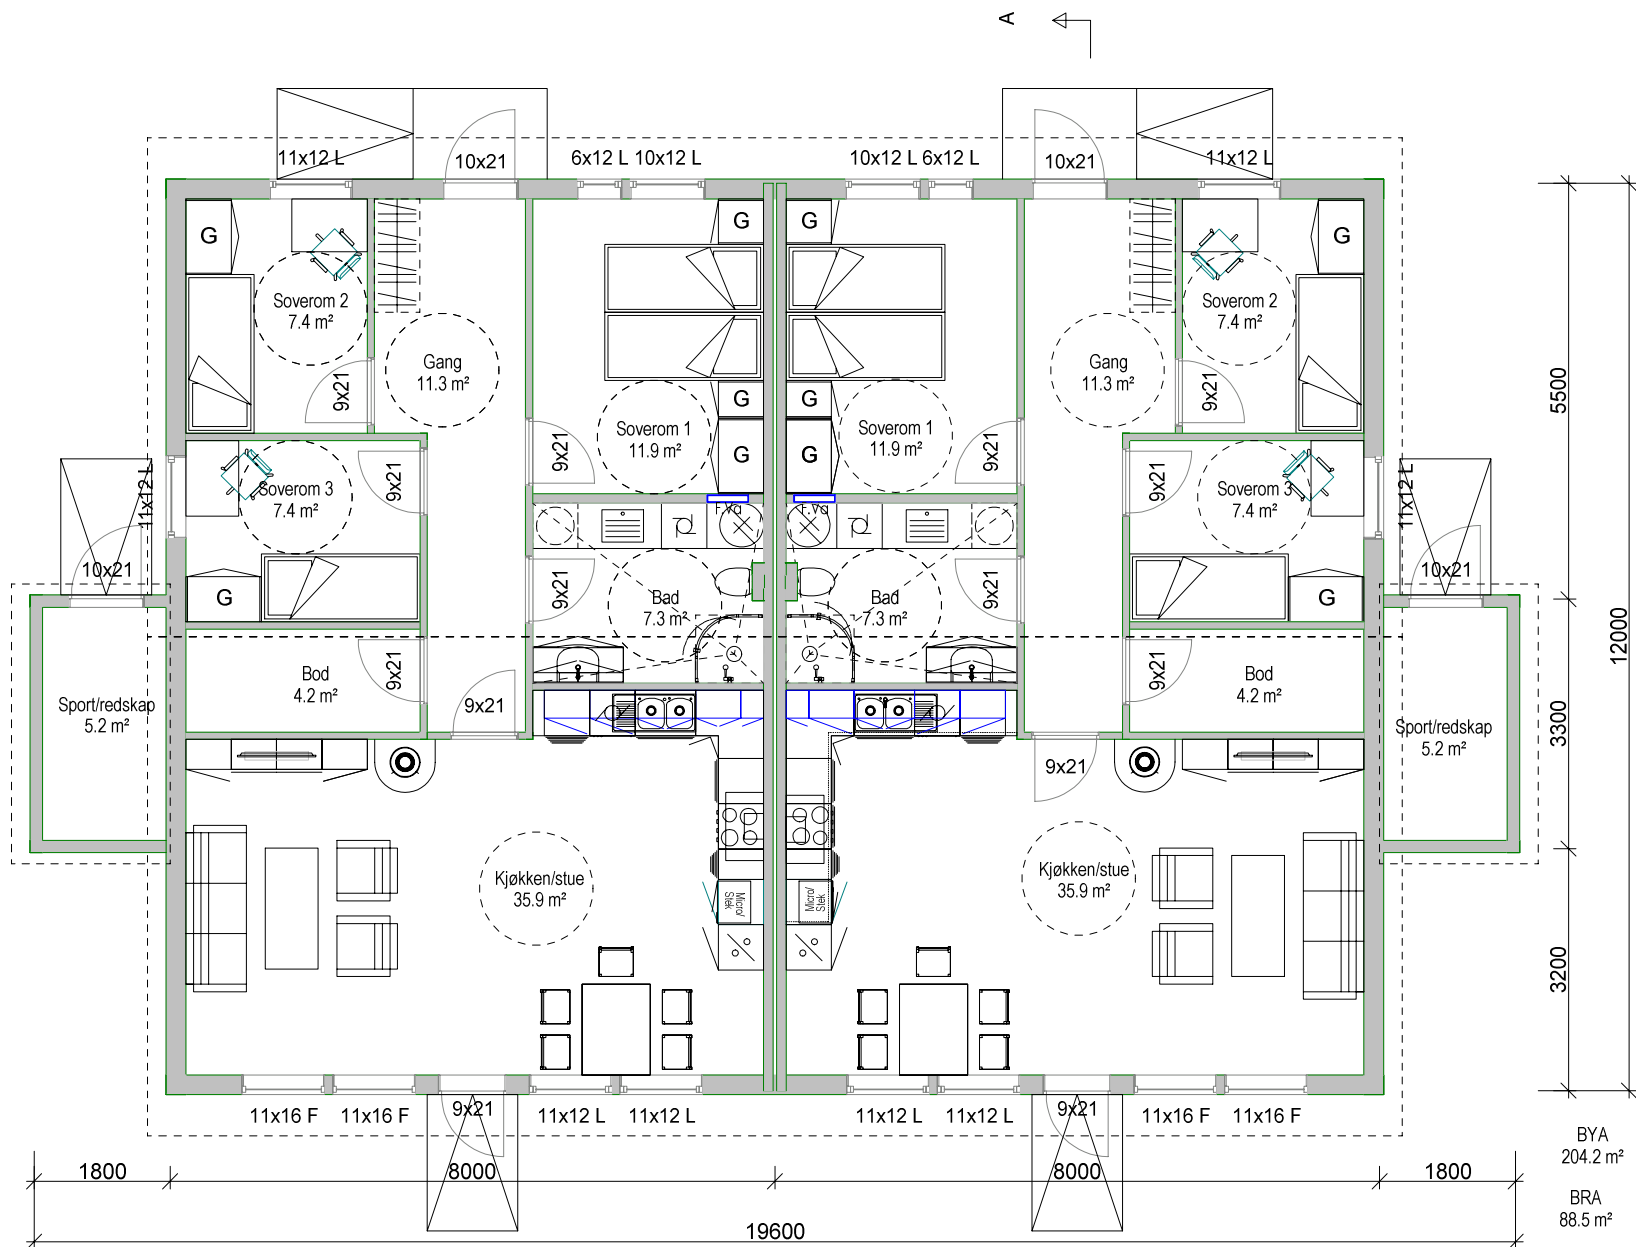 A
11x12 L
10x21
6x12 L
10x12 L
10x12 L
6x12 L
10x21
11x12 L
G
G
G
G
Soverom 2
7.4 m²
9x21
Gang
11.3 m²
G
G
Soverom 1
11.9 m²
9x21
G
G
Soverom 1
11.9 m²
9x21
Gang
11.3 m²
Soverom 2
7.4 m²
9x21
5500
12000
11x12 L
10x21
Soverom 3
7.4 m²
9x21
G
F.Va
F.Va
Bad
7.3 m²
9x21
Bad
7.3 m²
9x21
Soverom 3
7.4 m²
9x21
G
11x12 L
10x21
Sport/redskap
5.2 m²
Bod
4.2 m²
9x21
9x21
Bod
4.2 m²
9x21
9x21
Sport/redskap
5.2 m²
3300
Kjøkken/stue
35.9 m²
Micro/
Stek
Micro/
Stek
Kjøkken/stue
35.9 m²
3200
11x16 F
11x16 F
9x21
11x12 L
11x12 L
11x12 L
11x12 L
9x21
11x16 F
11x16 F
BYA
204.2 m²
1800
8000
8000
1800
BRA
88.5 m²
19600
G
G